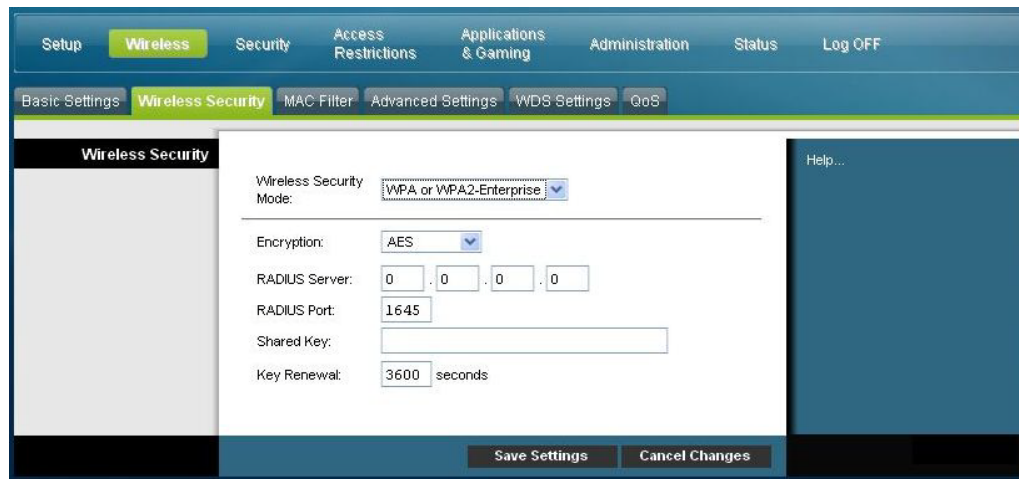 Setup Wireless Security Access Restrictions Applications & Gaming Administration Status Log OFF
Basic Settings Wireless Security MAC Filter Advanced Settings WDS Settings QoS
Wireless Security
Help...
Wireless Security Mode: WPA or WPA2-Enterprise
Encryption: AES
RADIUS Server: 0 . 0 . 0 . 0
RADIUS Port: 1645
Shared Key:
Key Renewal: 3600 seconds
Save Settings Cancel Changes